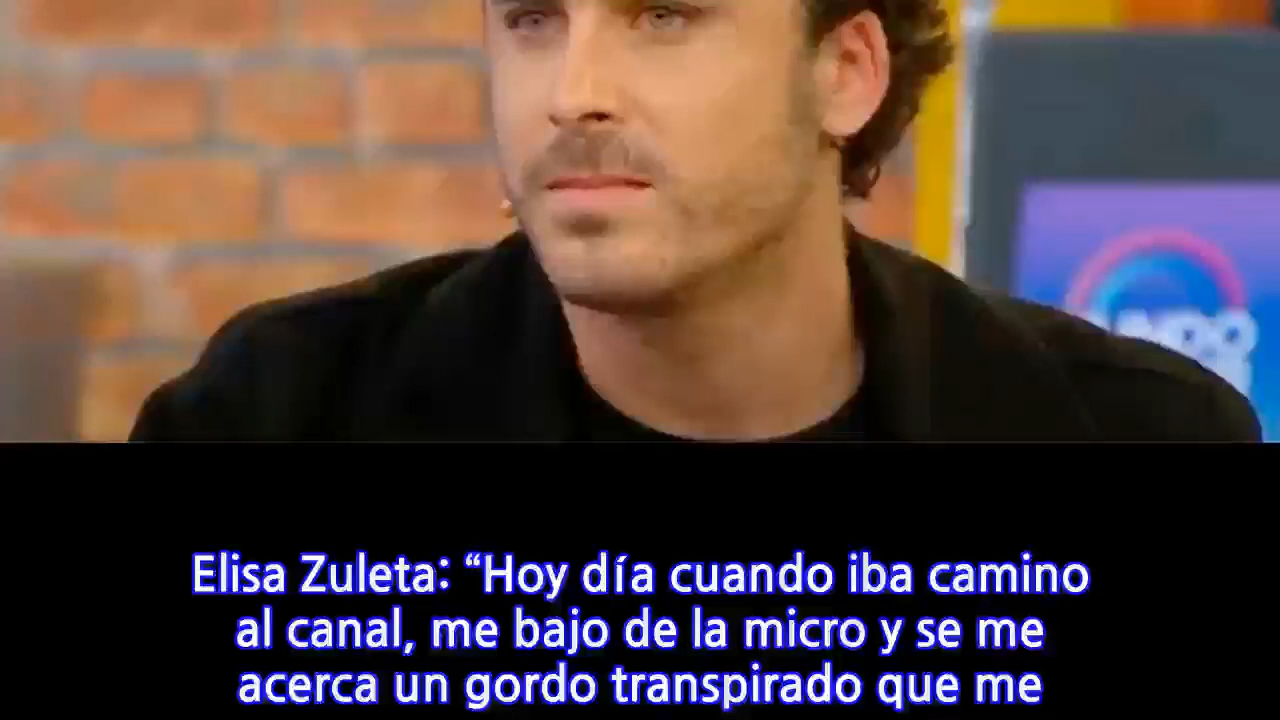 Elisa Zuleta: “Hoy día cuando iba camino
al canal, me bajo de la micro y se me
acerca un gordo transpirado que me